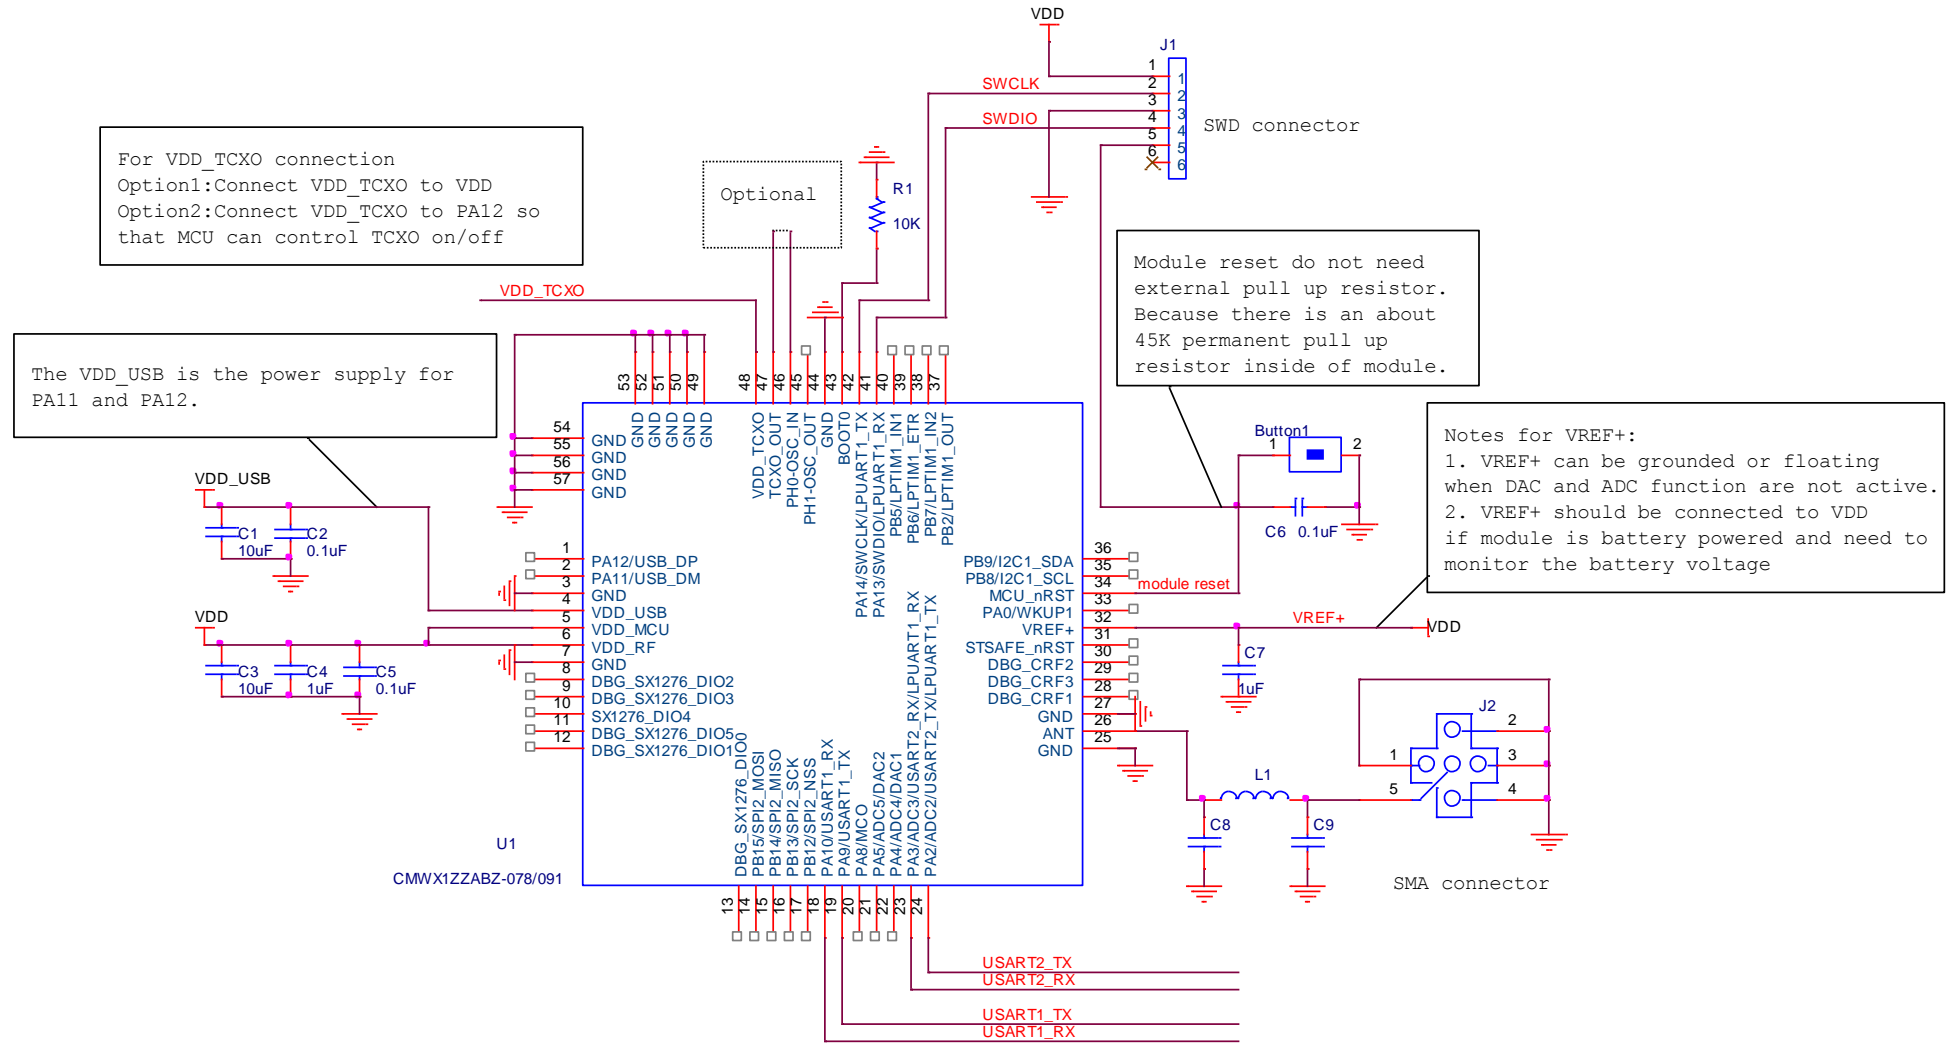 VDD
J1
1
2
3
4
5
6
1
2
3
4
5
6
SWCLK
SWDIO
SWD connector
For VDD_TCXO connection
Option1:Connect VDD_TCXO to VDD
Option2:Connect VDD_TCXO to PA12 so
that MCU can control TCXO on/off
Optional
R1
10K
VDD_TCXO
Module reset do not need
external pull up resistor.
Because there is an about
45K permanent pull up
resistor inside of module.
The VDD_USB is the power supply for
PA11 and PA12.
Notes for VREF+:
1. VREF+ can be grounded or floating
when DAC and ADC function are not active.
2. VREF+ should be connected to VDD
if module is battery powered and need to
monitor the battery voltage
Button1
1
2
C6 0.1uF
VDD_USB
C1
10uF
C2
0.1uF
VDD
C3
10uF
C4
1uF
C5
0.1uF
53 GND
52 GND
51 GND
50 GND
49 GND
48 VDD_TCXO
47 TCXO_OUT
46 PH0-OSC_IN
45 PH1-OSC_OUT
44 GND
43 BOOT0
42 PA14/SWCLK/LPUART1_TX
41 PA13/SWDIO/LPUART1_RX
40 PB5/LPTIM1_IN1
39 PB6/LPTIM1_ETR
38 PB7/LPTIM1_IN2
37 PB2/LPTIM1_OUT
54 GND
55 GND
56 GND
57 GND
1 PA12/USB_DP
2 PA11/USB_DM
3 GND
4 VDD_USB
5 VDD_MCU
6 VDD_RF
7 GND
8 DBG_SX1276_DIO2
9 DBG_SX1276_DIO3
10 SX1276_DIO4
11 DBG_SX1276_DIO5
12 DBG_SX1276_DIO1
36 PB9/I2C1_SDA
35 PB8/I2C1_SCL
34 MCU_nRST
33 PA0/WKUP1
32 VREF+
31 STSAFE_nRST
30 DBG_CRF2
29 DBG_CRF3
28 DBG_CRF1
27 GND
26 ANT
25 GND
module reset
VREF+
VDD
C7
1uF
13 DBG_SX1276_DIO0
14 PB15/SPI2_MOSI
15 PB14/SPI2_MISO
16 PB13/SPI2_SCK
17 PB12/SPI2_NSS
18 PA10/USART1_RX
19 PA9/USART1_TX
20 PA8/MCO
21 PA5/ADC5/DAC2
22 PA4/ADC4/DAC1
23 PA3/ADC3/USART2_RX/LPUART1_RX
24 PA2/ADC2/USART2_TX/LPUART1_TX
U1
CMWX1ZZABZ-078/091
L1
C8
C9
J2
1
2
3
4
5
SMA connector
USART2_TX
USART2_RX
USART1_TX
USART1_RX